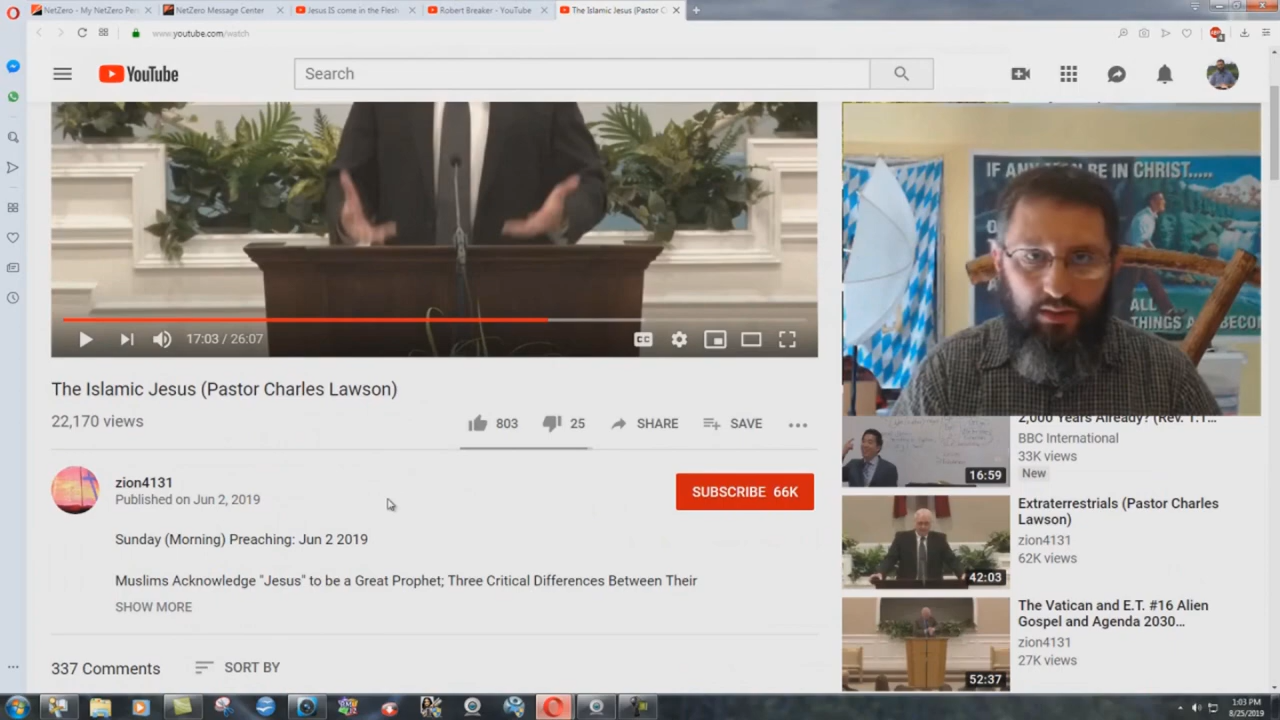 NetZero - My NetZero Per
NetZero Message Center
Jesus IS come in the Flesh
Robert Breaker - YouTube
The Islamic Jesus (Pastor C
www.youtube.com/watch
YouTube
Search
IF ANY MAN BE IN CHRIST.....
ALL
THINGS
BECO
17:03 / 26:07
CC
The Islamic Jesus (Pastor Charles Lawson)
22,170 views
803
25
SHARE
SAVE
zion4131
Published on Jun 2, 2019
SUBSCRIBE 66K
Sunday (Morning) Preaching: Jun 2 2019
Muslims Acknowledge "Jesus" to be a Great Prophet; Three Critical Differences Between Their
SHOW MORE
337 Comments
SORT BY
2,000 Years Already? (Rev. 1:1...
BBC International
33K views
New
16:59
Extraterrestrials (Pastor Charles
Lawson)
zion4131
62K views
42:03
The Vatican and E.T. #16 Alien
Gospel and Agenda 2030...
zion4131
27K views
52:37
1:03 PM
8/25/2019